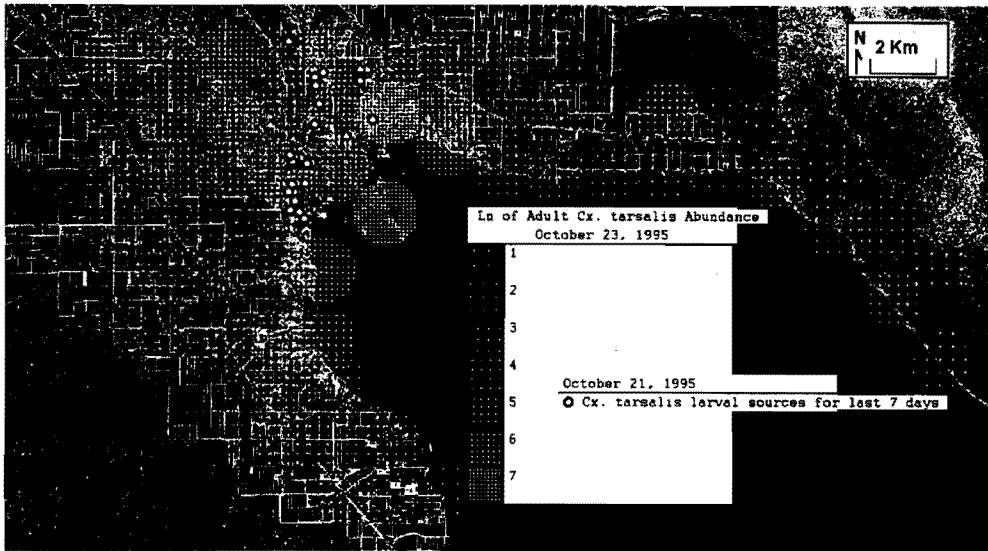 N
2 Km
Ln of Adult Cx. tarsalis Abundance
October 23, 1995
1
2
3
4
October 21, 1995
5
Cx. tarsalis larval sources for last 7 days
6
7